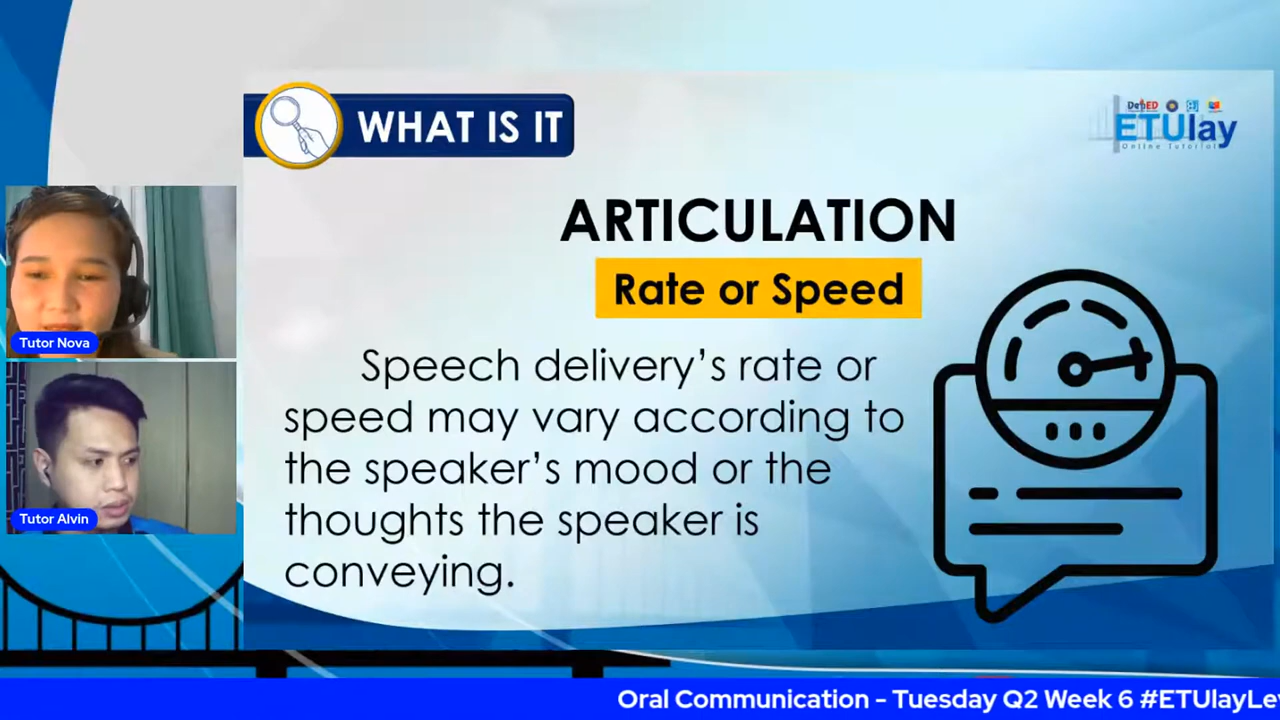 WHAT IS IT
DepED
ETUlay
Online Tutorial
ARTICULATION
Rate or Speed
Speech delivery's rate or
speed may vary according to
the speaker's mood or the
thoughts the speaker is
conveying.
Tutor Nova
Tutor Alvin
Oral Communication - Tuesday Q2 Week 6 #ETUlayLev